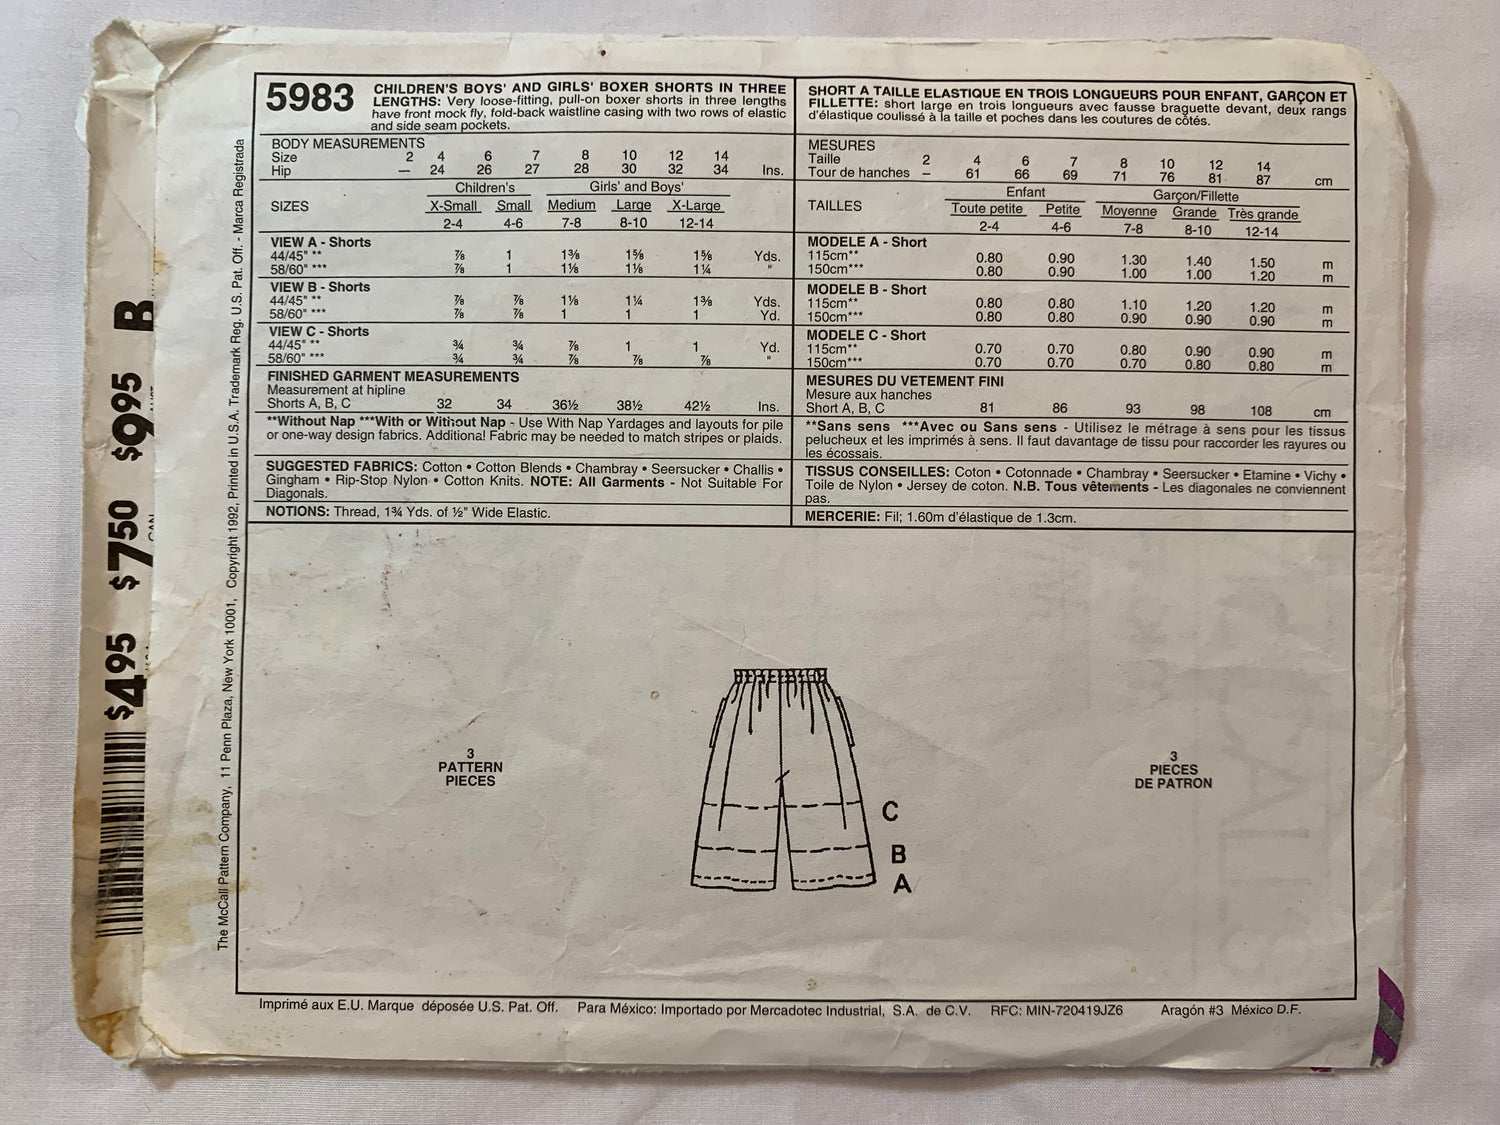 5983
CHILDREN'S BOYS' AND GIRLS' BOXER SHORTS IN THREE
LENGTHS: Very loose-fitting, pull-on boxer shorts in three lengths
have front mock fly, fold-back waistline casing with two rows of elastic
and side seam pockets.
BODY MEASUREMENTS
Size 2 4 6 7 8 10 12 14
Hip — 24 26 27 28 30 32 34 Ins.
Children's Girls' and Boys'
SIZES X-Small Small Medium Large X-Large
2-4 4-6 7-8 8-10 12-14
VIEW A - Shorts
44/45" ** ⅞ 1 1⅜ 1⅝ 1⅝ Yds.
58/60" *** ⅞ 1 1⅛ 1⅛ 1¼ "
VIEW B - Shorts
44/45" ** ⅞ ⅞ 1⅛ 1¼ 1⅜ Yds.
58/60" *** ⅞ ⅞ 1 1 1 Yd.
VIEW C - Shorts
44/45" ** ¾ ¾ ⅞ 1 1 Yd.
58/60" *** ¾ ¾ ⅞ ⅞ ⅞ "
FINISHED GARMENT MEASUREMENTS
Measurement at hipline
Shorts A, B, C 32 34 36½ 38½ 42½ Ins.
**Without Nap ***With or Without Nap - Use With Nap Yardages and layouts for pile
or one-way design fabrics. Additional Fabric may be needed to match stripes or plaids.
SUGGESTED FABRICS: Cotton • Cotton Blends • Chambray • Seersucker • Challis •
Gingham • Rip-Stop Nylon • Cotton Knits. NOTE: All Garments - Not Suitable For
Diagonals.
NOTIONS: Thread, 1¾ Yds. of ½" Wide Elastic.
SHORT A TAILLE ELASTIQUE EN TROIS LONGUEURS POUR ENFANT, GARÇON ET
FILLETTE: short large en trois longueurs avec fausse braguette devant, deux rangs
d'élastique coulissé à la taille et poches dans les coutures de côtés.
MESURES
Taille 2 4 6 7 8 10 12 14
Tour de hanches – 61 66 69 71 76 81 87 cm
Enfant Garçon/Fillette
TAILLES Toute petite Petite Moyenne Grande Très grande
2-4 4-6 7-8 8-10 12-14
MODELE A - Short
115cm** 0.80 0.90 1.30 1.40 1.50 m
150cm*** 0.80 0.90 1.00 1.00 1.20 m
MODELE B - Short
115cm** 0.80 0.80 1.10 1.20 1.20 m
150cm*** 0.80 0.80 0.90 0.90 0.90 m
MODELE C - Short
115cm** 0.70 0.70 0.80 0.90 0.90 m
150cm*** 0.70 0.70 0.70 0.80 0.80 m
MESURES DU VETEMENT FINI
Mesure aux hanches
Short A, B, C 81 86 93 98 108 cm
**Sans sens ***Avec ou Sans sens - Utilisez le métrage à sens pour les tissus
pelucheux et les imprimés à sens. Il faut davantage de tissu pour raccorder les rayures ou
les écossais.
TISSUS CONSEILLES: Coton • Cotonnade • Chambray • Seersucker • Etamine • Vichy •
Toile de Nylon • Jersey de coton. N.B. Tous vêtements - Les diagonales ne conviennent
pas.
MERCERIE: Fil; 1.60m d'élastique de 1.3cm.
3
PATTERN
PIECES
C
B
A
3
PIECES
DE PATRON
Imprimé aux E.U. Marque déposée U.S. Pat. Off. Para México: Importado por Mercadotec Industrial, S.A. de C.V. RFC: MIN-720419JZ6 Aragón #3 México D.F.
The McCall Pattern Company, 11 Penn Plaza, New York 10001, Copyright 1992, Printed in U.S.A. Trademark Reg. U.S. Pat. Off. - Marca Registrada
$4.95 $7.50 $9.95 B
CAN